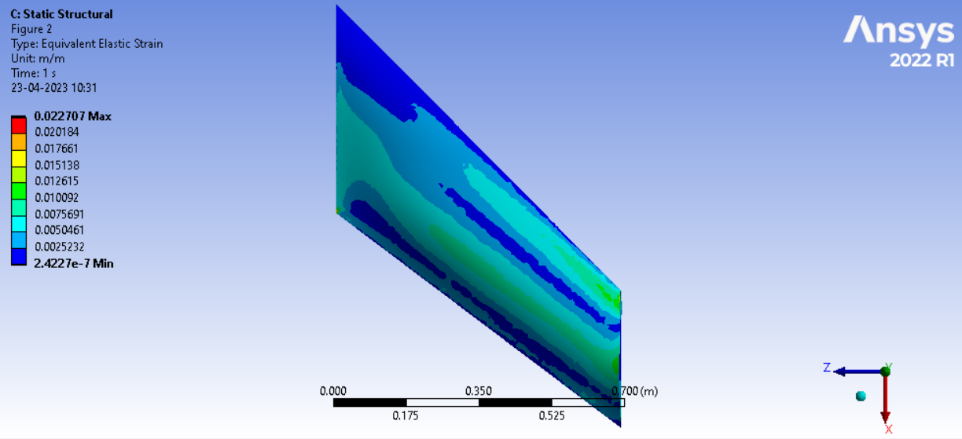 C: Static Structural
Figure 2
Type: Equivalent Elastic Strain
Unit: m/m
Time: 1 s
23-04-2023 10:31
0.022707 Max
0.020184
0.017661
0.015138
0.012615
0.010092
0.0075691
0.0050461
0.0025232
2.4227e-7 Min
Ansys
2022 R1
0.000 0.350 0.700 (m)
0.175 0.525
Z
Y
X